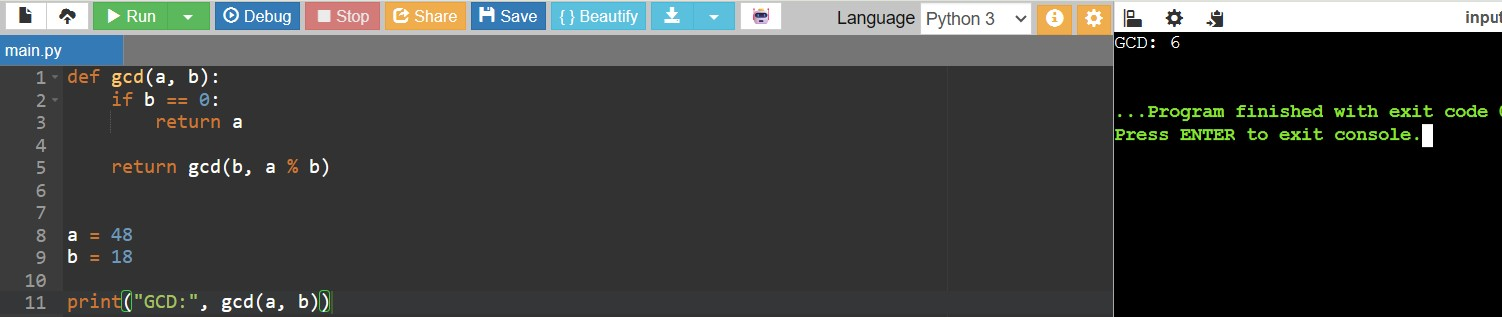 Run Debug Stop Share Save { } Beautify Language Python 3
main.py
1 def gcd(a, b):
2     if b == 0:
3         return a
4
5     return gcd(b, a % b)
6
7
8 a = 48
9 b = 18
10
11 print("GCD:", gcd(a, b))
input
GCD: 6
...Program finished with exit code 0
Press ENTER to exit console.